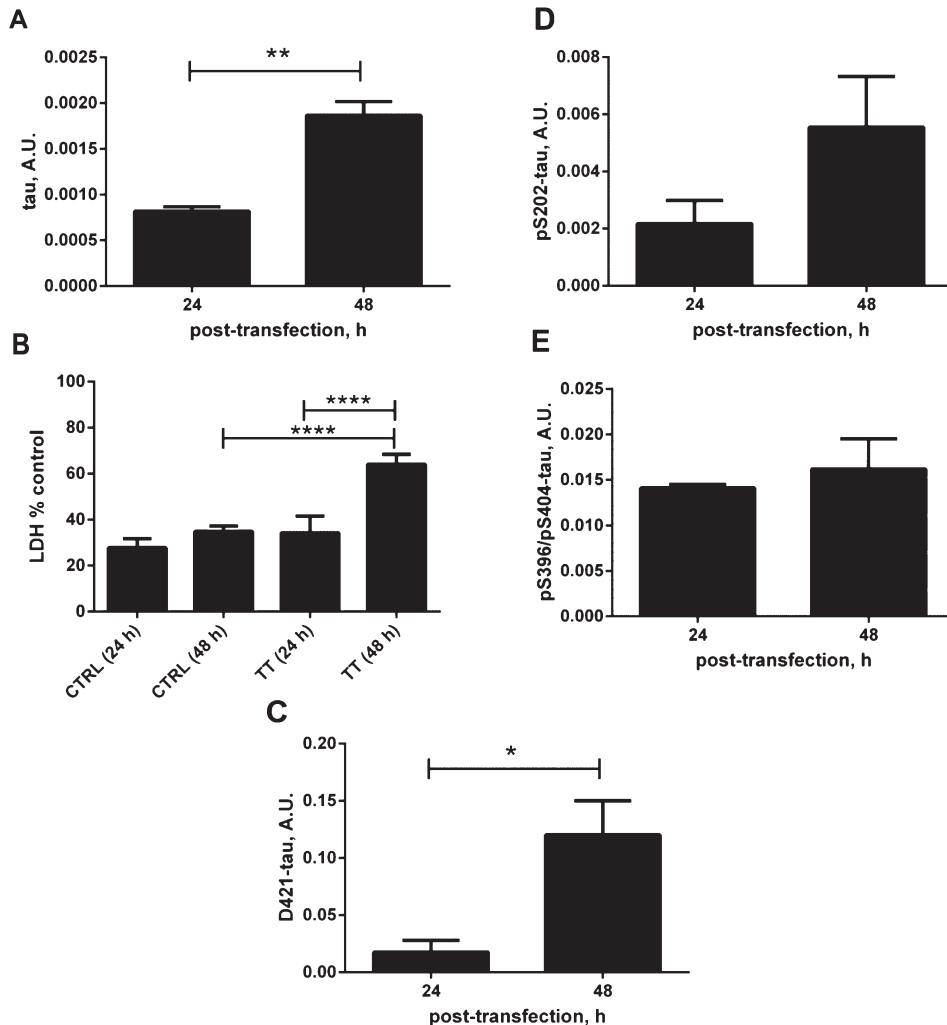 A
tau, A.U.
0.0025
0.0020
0.0015
0.0010
0.0005
0.0000
**
24
48
post-transfection, h
B
LDH % control
100
80
60
40
20
0
****
****
CTRL (24 h)
CTRL (48 h)
TT (24 h)
TT (48 h)
C
D421-tau, A.U.
0.20
0.15
0.10
0.05
0.00
*
24
48
post-transfection, h
D
pS202-tau, A.U.
0.008
0.006
0.004
0.002
0.000
24
48
post-transfection, h
E
pS396/pS404-tau, A.U.
0.025
0.020
0.015
0.010
0.005
0.000
24
48
post-transfection, h